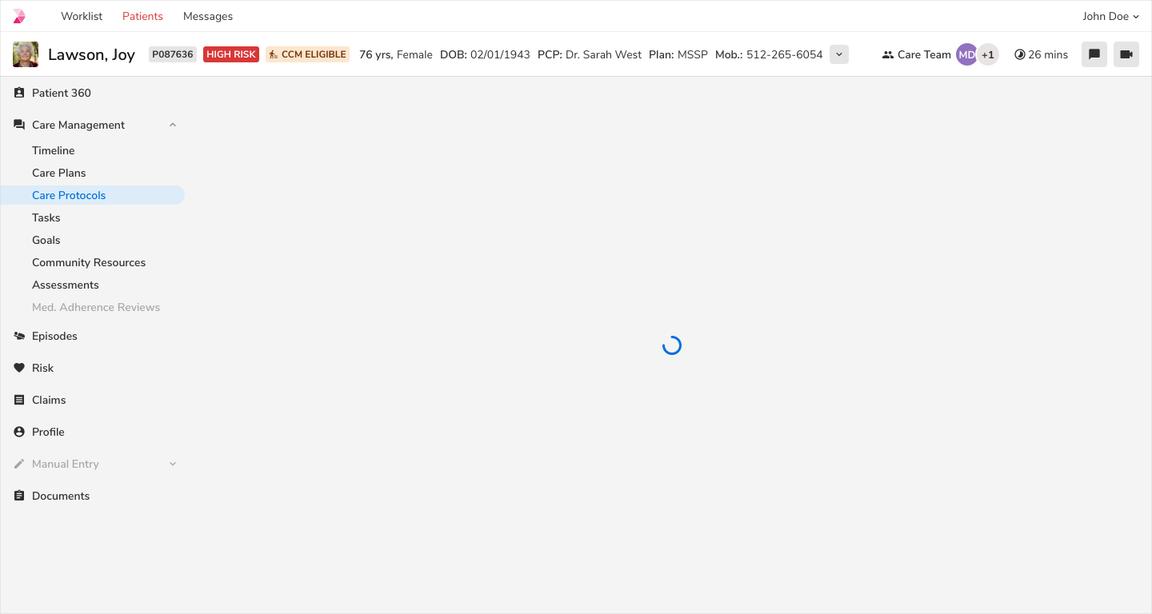 Worklist Patients Messages John Doe
Lawson, Joy P087636 HIGH RISK CCM ELIGIBLE 76 yrs, Female DOB: 02/01/1943 PCP: Dr. Sarah West Plan: MSSP Mob.: 512-265-6054 Care Team MD +1 26 mins
Patient 360
Care Management
Timeline
Care Plans
Care Protocols
Tasks
Goals
Community Resources
Assessments
Med. Adherence Reviews
Episodes
Risk
Claims
Profile
Manual Entry
Documents